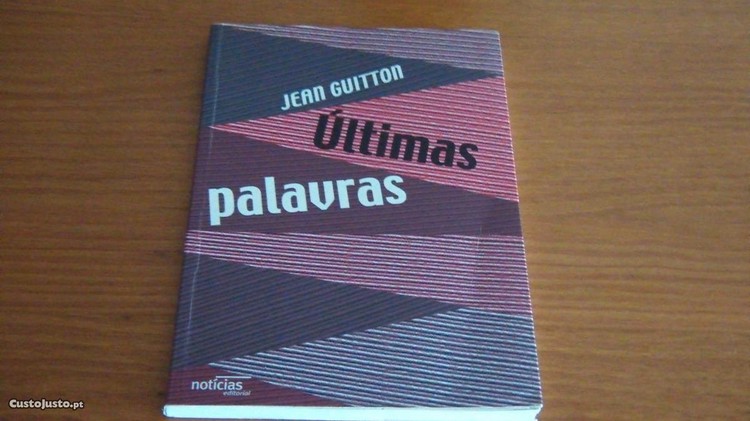 JEAN GUITTON
Últimas
palavras
notícias
editorial
CustoJusto.pt